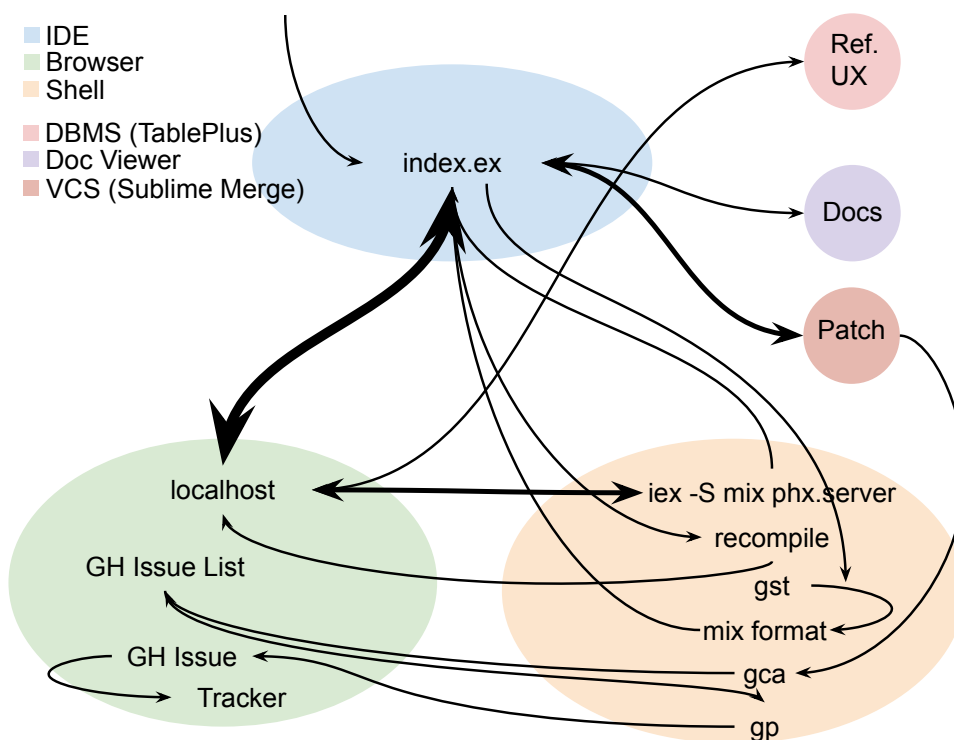 IDE
Browser
Shell
DBMS (TablePlus)
Doc Viewer
VCS (Sublime Merge)
Ref.
UX
index.ex
Docs
Patch
localhost
iex -S mix phx.server
recompile
GH Issue List
gst
mix format
GH Issue
gca
Tracker
gp